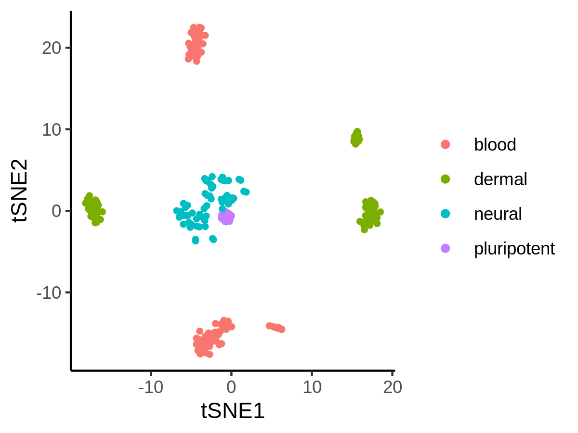 20
10
0
-10
tSNE2
-10
0
10
20
tSNE1
blood
dermal
neural
pluripotent